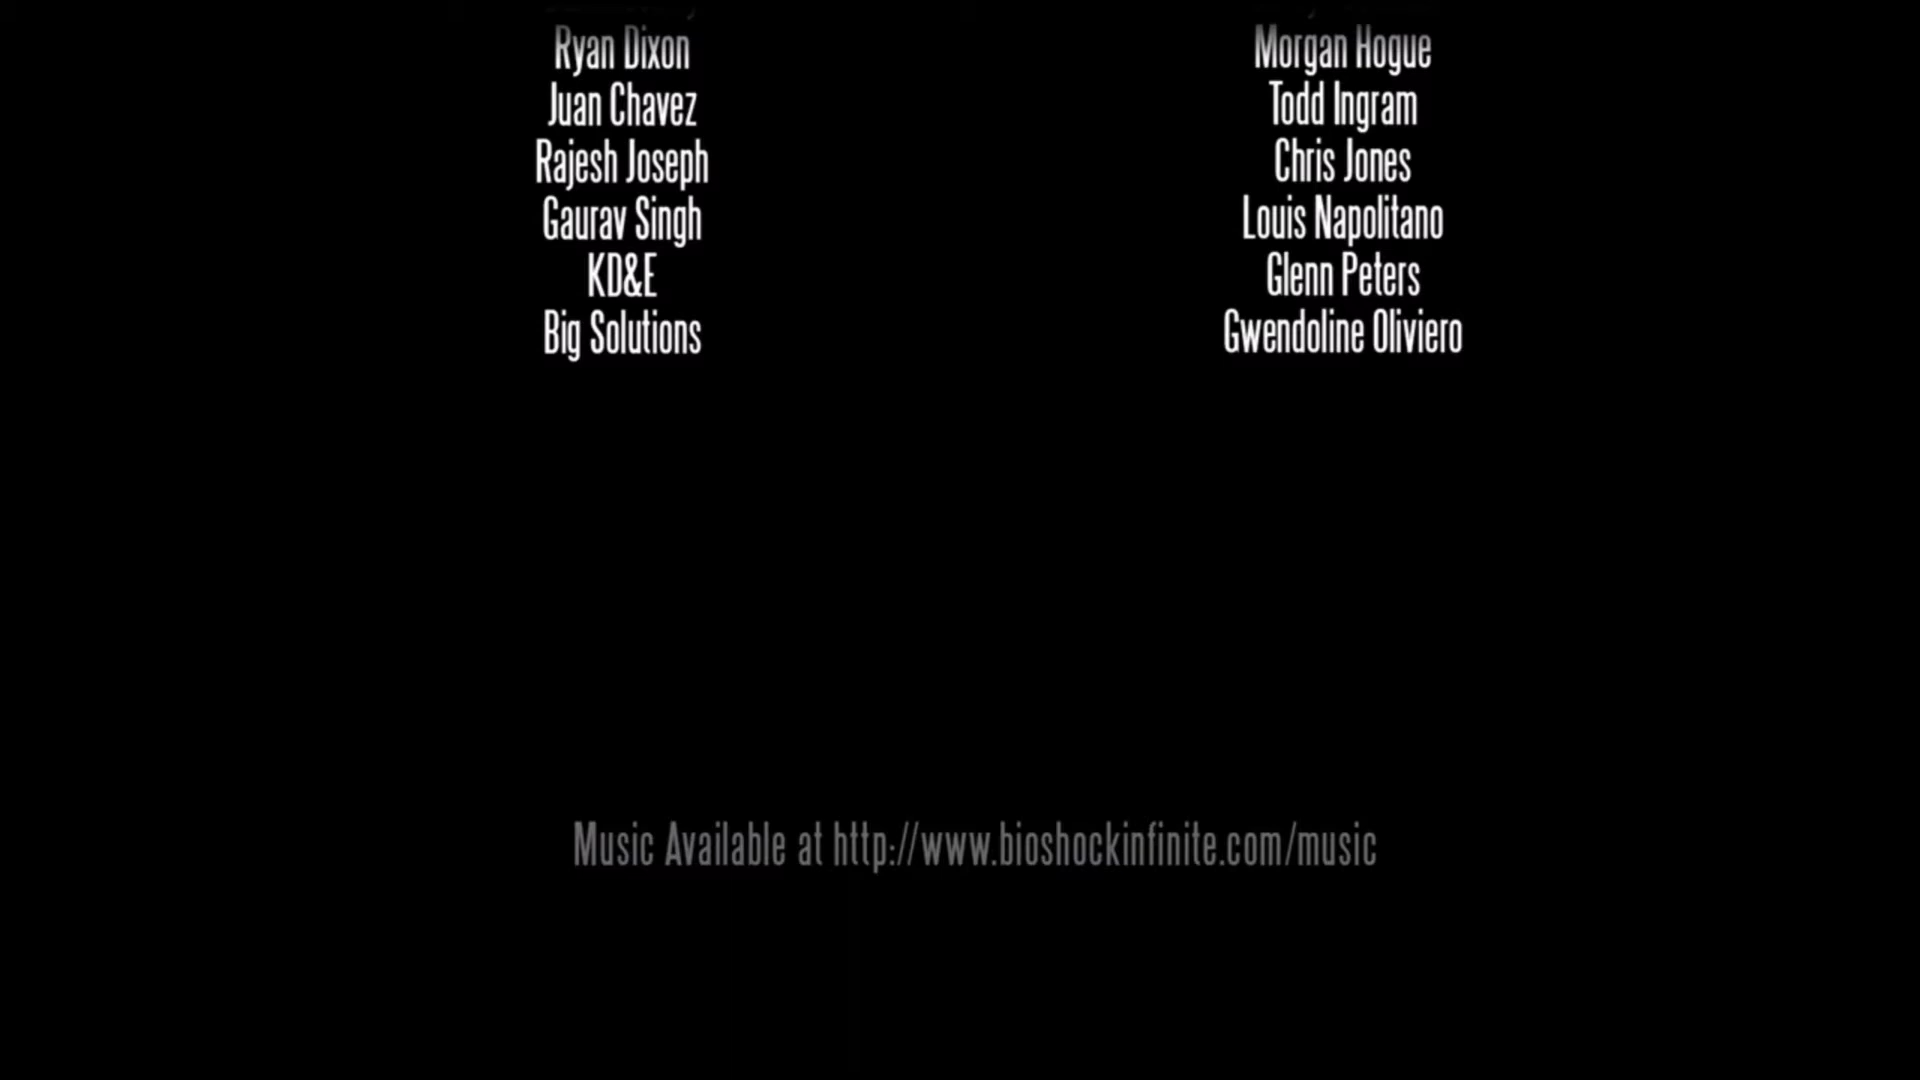 Ryan Dixon
Juan Chavez
Rajesh Joseph
Gaurav Singh
KD&E
Big Solutions
Morgan Hogue
Todd Ingram
Chris Jones
Louis Napolitano
Glenn Peters
Gwendoline Oliviero
Music Available at http://www.bioshockinfinite.com/music